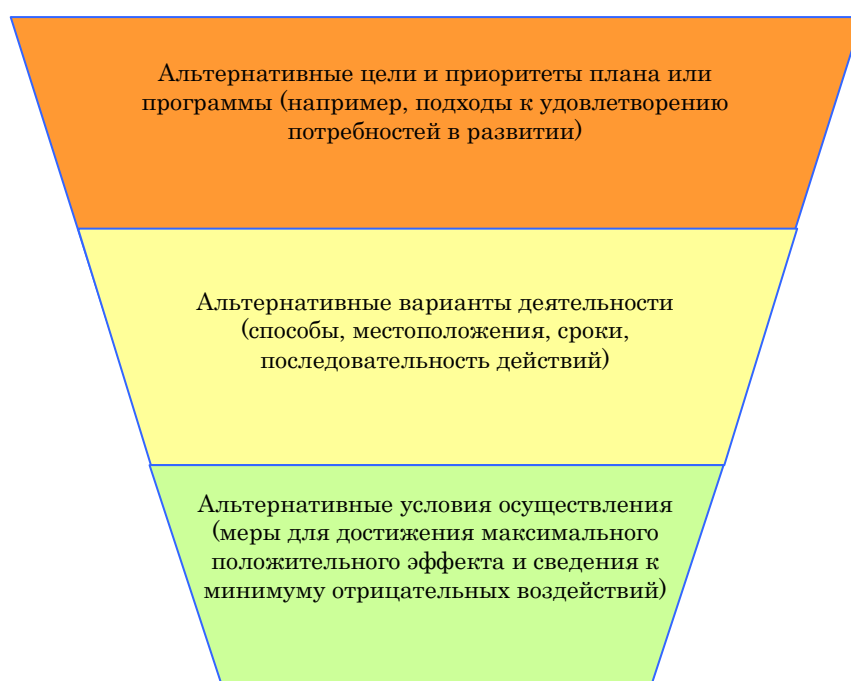 Альтернативные цели и приоритеты плана или
программы (например, подходы к удовлетворению
потребностей в развитии)
Альтернативные варианты деятельности
(способы, местоположения, сроки,
последовательность действий)
Альтернативные условия осуществления
(меры для достижения максимального
положительного эффекта и сведения к
минимуму отрицательных воздействий)